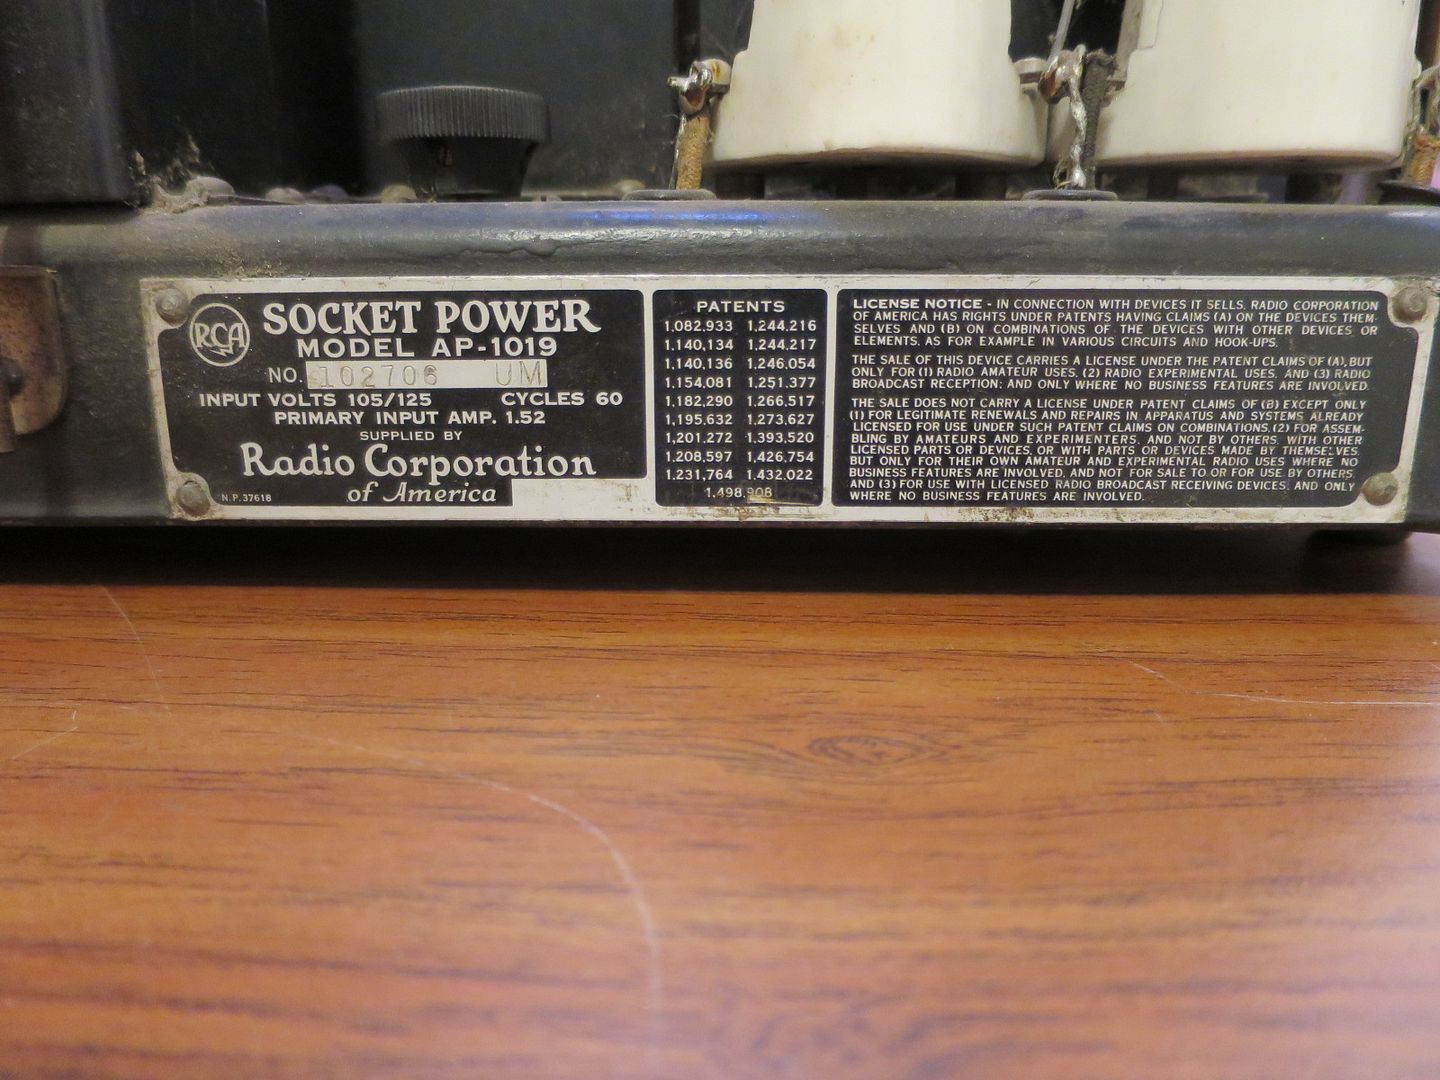 RCA
SOCKET POWER
MODEL AP-1019
NO. 102706 UM
INPUT VOLTS 105/125 CYCLES 60
PRIMARY INPUT AMP. 1.52
SUPPLIED BY
Radio Corporation
of America
N.P. 37618
PATENTS
1,082,933 1,244,216
1,140,134 1,244,217
1,140,136 1,246,054
1,154,081 1,251,377
1,182,290 1,266,517
1,195,632 1,273,627
1,201,272 1,393,520
1,208,597 1,426,754
1,231,764 1,432,022
1,498,908
LICENSE NOTICE - IN CONNECTION WITH DEVICES IT SELLS, RADIO CORPORATION
OF AMERICA HAS RIGHTS UNDER PATENTS HAVING CLAIMS (A) ON THE DEVICES THEM-
SELVES AND (B) ON COMBINATIONS OF THE DEVICES WITH OTHER DEVICES OR
ELEMENTS, AS FOR EXAMPLE IN VARIOUS CIRCUITS AND HOOK-UPS.
THE SALE OF THIS DEVICE CARRIES A LICENSE UNDER THE PATENT CLAIMS OF (A), BUT
ONLY FOR (1) RADIO AMATEUR USES, (2) RADIO EXPERIMENTAL USES, AND (3) RADIO
BROADCAST RECEPTION; AND ONLY WHERE NO BUSINESS FEATURES ARE INVOLVED.
THE SALE DOES NOT CARRY A LICENSE UNDER PATENT CLAIMS OF (B) EXCEPT ONLY
(1) FOR LEGITIMATE RENEWALS AND REPAIRS IN APPARATUS AND SYSTEMS ALREADY
LICENSED FOR USE UNDER SUCH PATENT CLAIMS ON COMBINATIONS, (2) FOR ASSEM-
BLING BY AMATEURS AND EXPERIMENTERS, AND NOT BY OTHERS, WITH OTHER
LICENSED PARTS OR DEVICES, OR WITH PARTS OR DEVICES MADE BY THEMSELVES,
BUT ONLY FOR THEIR OWN AMATEUR AND EXPERIMENTAL RADIO USES WHERE NO
BUSINESS FEATURES ARE INVOLVED, AND NOT FOR SALE TO OR FOR USE BY OTHERS,
AND (3) FOR USE WITH LICENSED RADIO BROADCAST RECEIVING DEVICES, AND ONLY
WHERE NO BUSINESS FEATURES ARE INVOLVED.